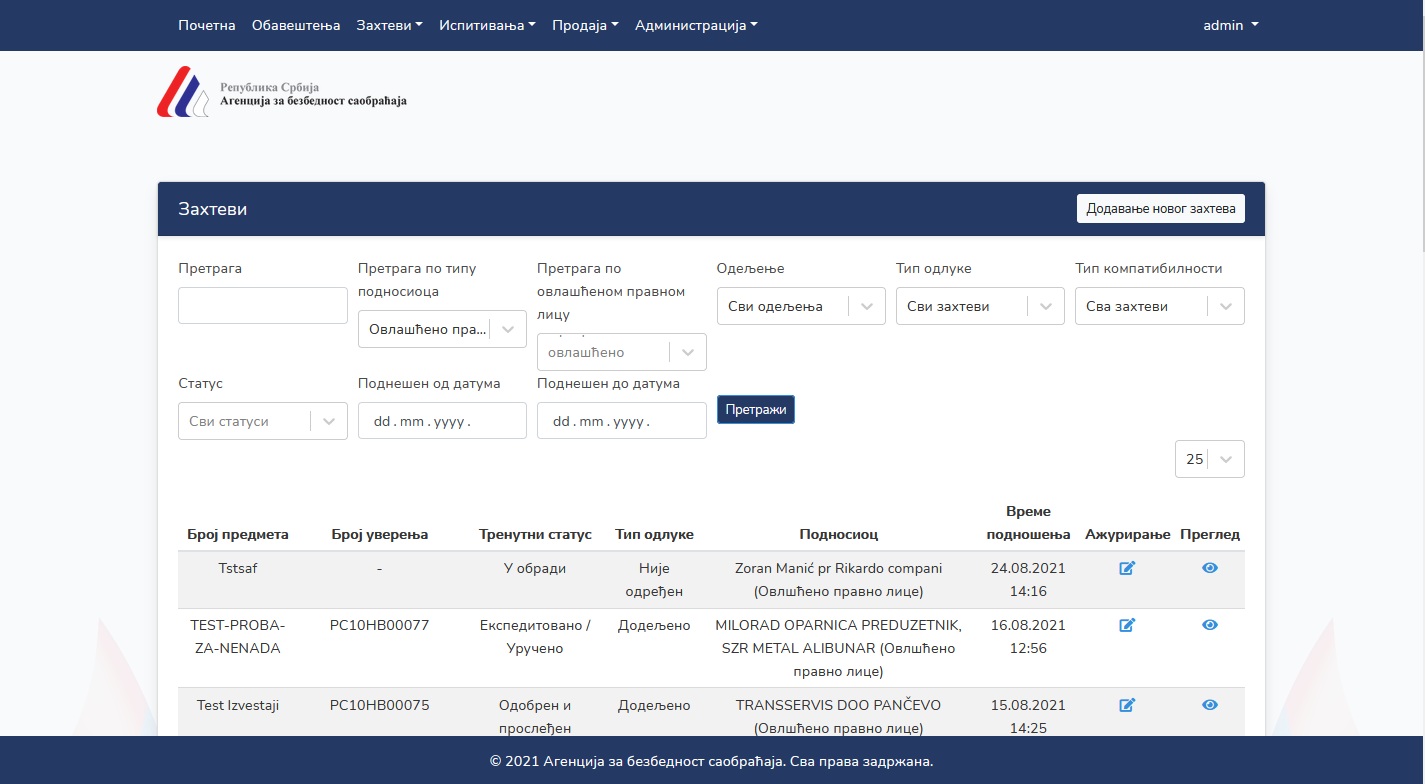 Почетна Обавештења Захтеви Испитивања Продаја Администрација admin
Република Србија
Агенција за безбедност саобраћаја
Захтеви Додавање новог захтева
Претрага
Претрага по типу
подносиоца
Претрага по
овлашћеном правном
лицу
Одељење
Тип одлуке
Тип компатибилности
Овлашћено пра...
овлашћено
Сви одељења
Сви захтеви
Сва захтеви
Статус
Поднешен од датума
Поднешен до датума
Сви статуси
dd . mm . yyyy .
dd . mm . yyyy .
Претражи
25
Број предмета Број уверења Тренутни статус Тип одлуке Подносиоц Време
подношења Ажурирање Преглед
Tstsaf - У обради Није
одређен Zoran Manić pr Rikardo compani
(Овлшћено правно лице) 24.08.2021
14:16
TEST-PROBA-
ZA-NENADA PC10HB00077 Експедитовано /
Уручено Додељено MILORAD OPARNICA PREDUZETNIK,
SZR METAL ALIBUNAR (Овлшћено
правно лице) 16.08.2021
12:56
Test Izvestaji PC10HB00075 Одобрен и
прослеђен Додељено TRANSSERVIS DOO PANČEVO
(Овлшћено правно лице) 15.08.2021
14:25
© 2021 Агенција за безбедност саобраћаја. Сва права задржана.